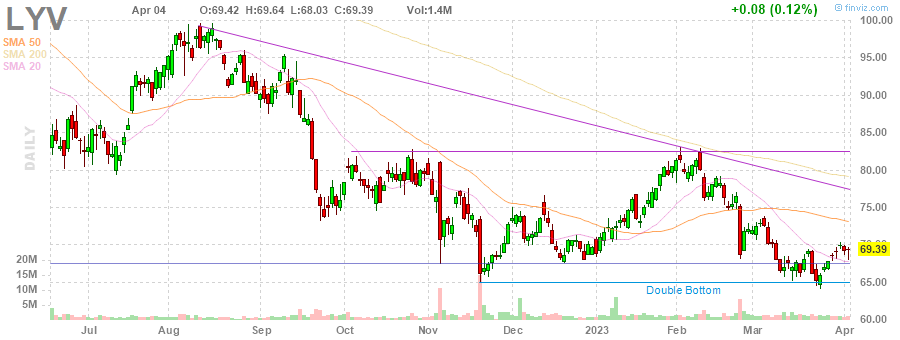 LYV
Apr 04 O:69.42 H:69.64 L:68.03 C:69.39 Vol:1.4M
+0.08 (0.12%)
© finviz.com
SMA 50
SMA 200
SMA 20
DAILY
100.00
95.00
90.00
85.00
80.00
75.00
69.39
65.00
60.00
20M
15M
10M
5M
Double Bottom
Jul Aug Sep Oct Nov Dec 2023 Feb Mar Apr